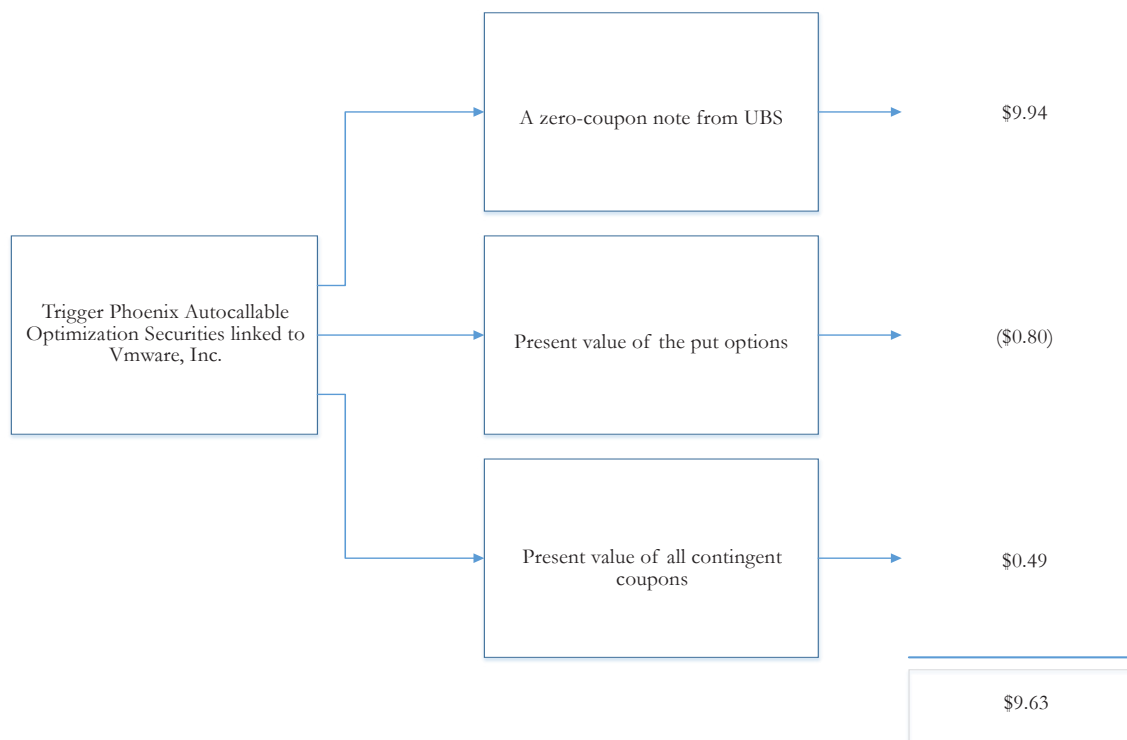 A zero-coupon note from UBS
$9.94
Trigger Phoenix Autocallable
Optimization Securities linked to
Vmware, Inc.
Present value of the put options
($0.80)
Present value of all contingent
coupons
$0.49
$9.63